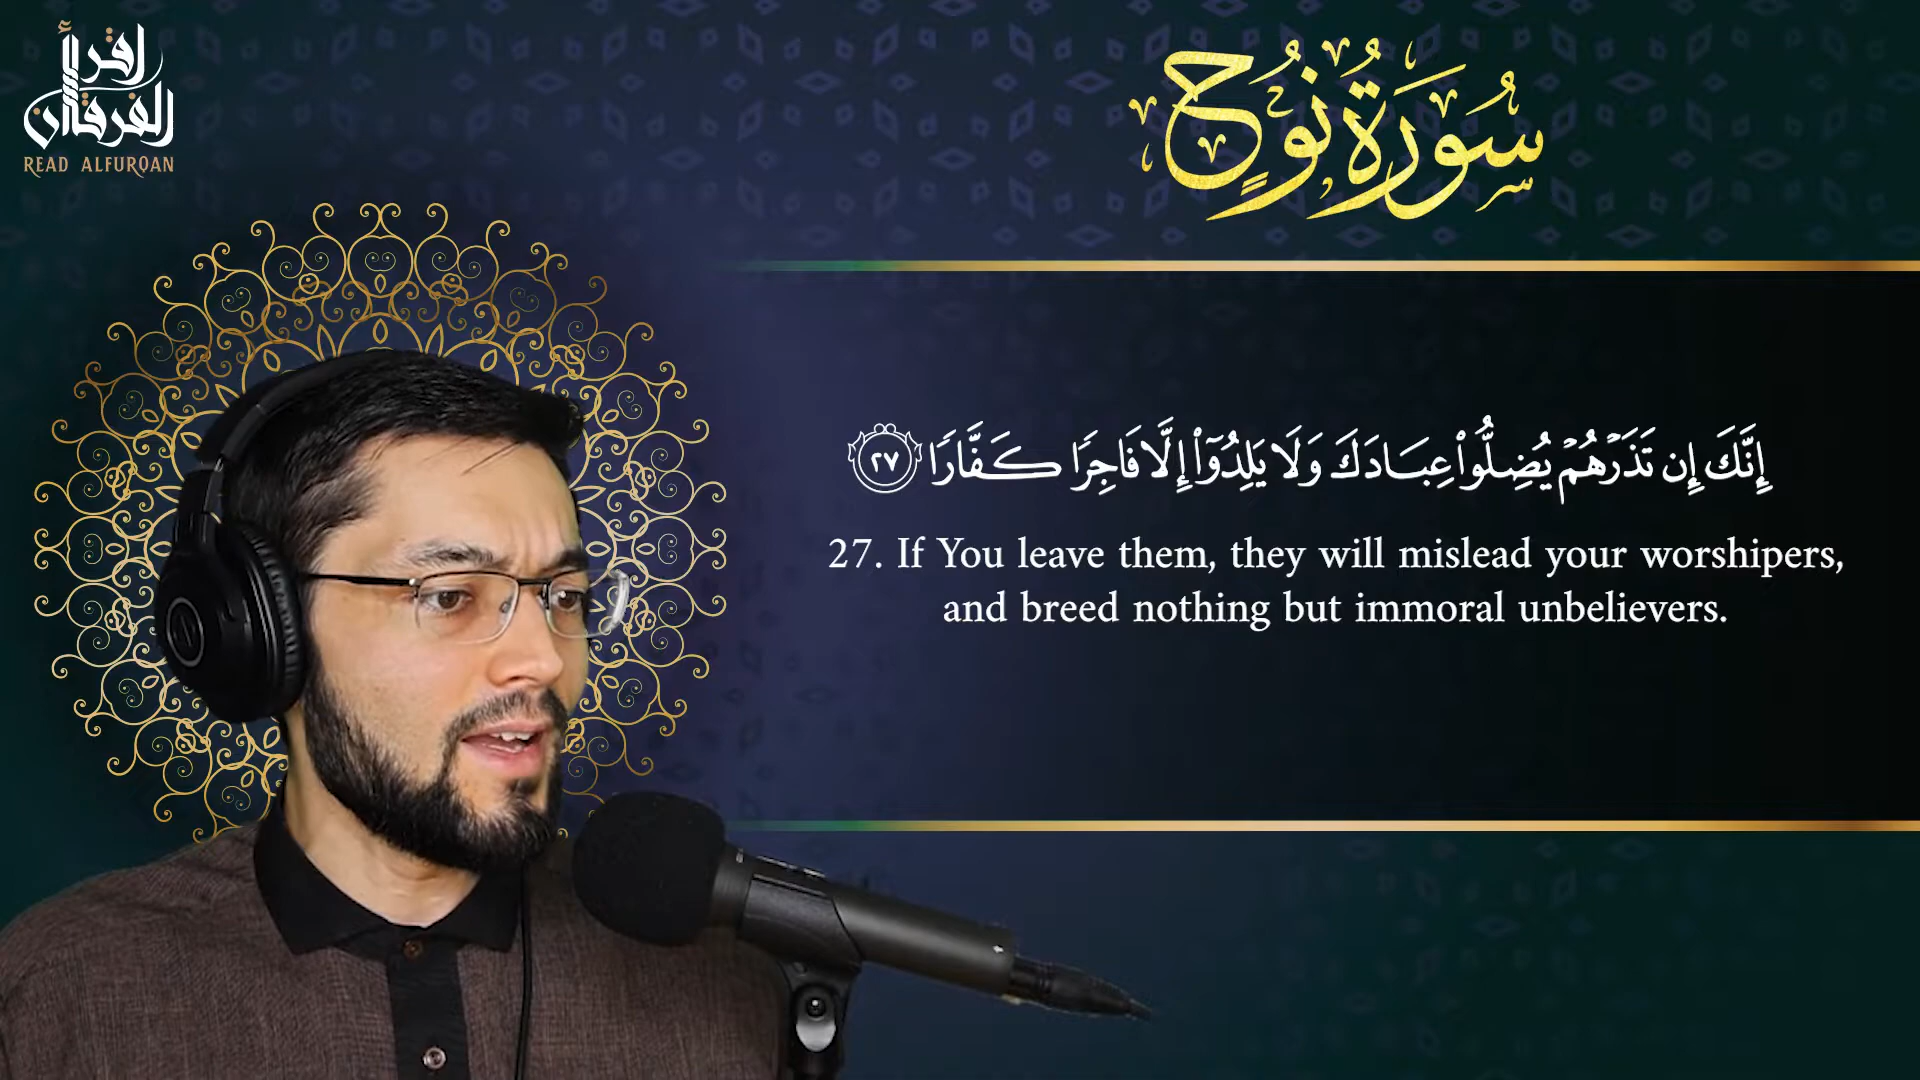 اقرأ
الفرقان
READ ALFURQAN
سُورَةُ نُوحٍ
إِنَّكَ إِن تَذَرْهُمْ يُضِلُّوا۟ عِبَادَكَ وَلَا يَلِدُوٓا۟ إِلَّا فَاجِرًا كَفَّارًا ٢٧
27. If You leave them, they will mislead your worshipers,
and breed nothing but immoral unbelievers.